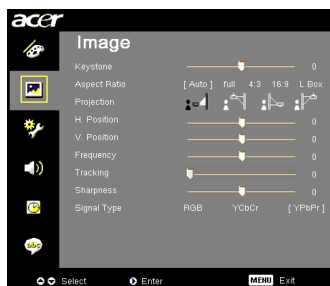 acer
Image
Keystone 0
Aspect Ratio [ Auto ] full 4:3 16:9 L.Box
Projection
H. Position 0
V. Position 0
Frequency 0
Tracking 0
Sharpness 0
Signal Type RGB YCbCr [ YPbPr ]
abc
Select Enter MENU Exit